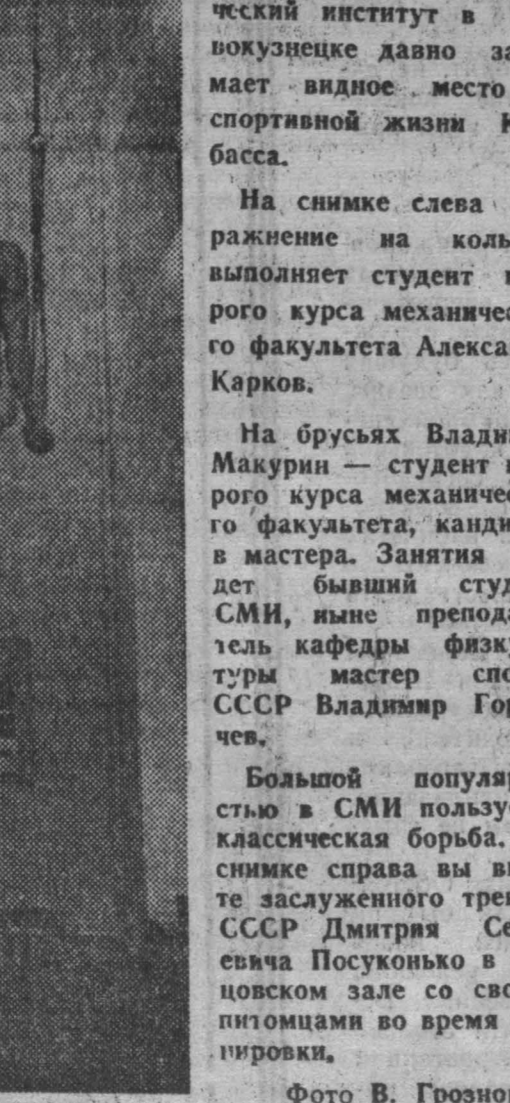 ческий институт в
вокузнецке давно за
мает видное место
спортивной жизни К
басса.
На снимке слева
ражнение на коль
выполняет студент
рого курса механичес
го факультета Алекса
Карков.
На брусьях Влади
Макурин — студент
рого курса механичес
го факультета, канди
в мастера. Занятия
дет бывший студ
СМИ, ныне препода
тель кафедры физку
туры мастер спо
СССР Владимир Гор
чев.
Большой популяр
стью в СМИ пользуе
классическая борьба.
снимке справа вы ви
те заслуженного трен
СССР Дмитрия Се
евича Посуконько в
цовском зале со сво
питомцами во время
нировки.
Фото В. Грознов